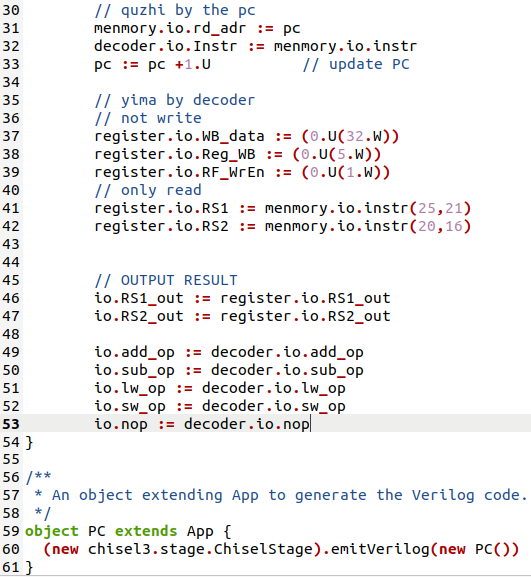 30 // quzhi by the pc
31 menmory.io.rd_adr := pc
32 decoder.io.Instr := menmory.io.instr
33 pc := pc +1.U // update PC
34
35 // yima by decoder
36 // not write
37 register.io.WB_data := (0.U(32.W))
38 register.io.Reg_WB := (0.U(5.W))
39 register.io.RF_WrEn := (0.U(1.W))
40 // only read
41 register.io.RS1 := menmory.io.instr(25,21)
42 register.io.RS2 := menmory.io.instr(20,16)
43
44
45 // OUTPUT RESULT
46 io.RS1_out := register.io.RS1_out
47 io.RS2_out := register.io.RS2_out
48
49 io.add_op := decoder.io.add_op
50 io.sub_op := decoder.io.sub_op
51 io.lw_op := decoder.io.lw_op
52 io.sw_op := decoder.io.sw_op
53 io.nop := decoder.io.nop
54 }
55
56 /**
57 * An object extending App to generate the Verilog code.
58 */
59 object PC extends App {
60 (new chisel3.stage.ChiselStage).emitVerilog(new PC())
61 }